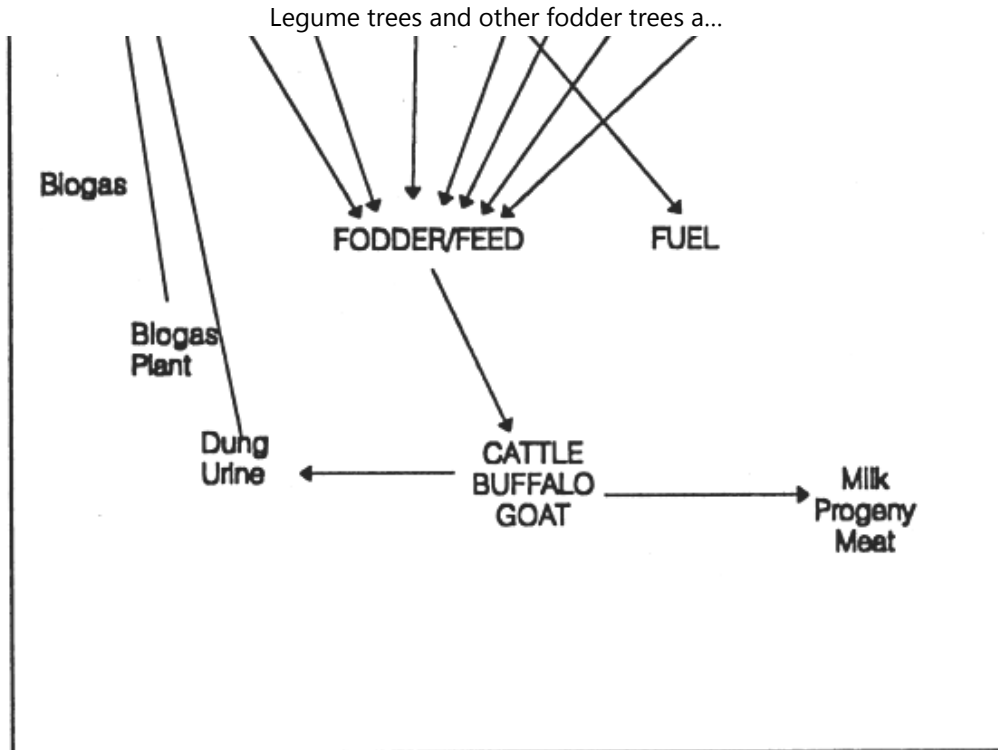 Legume trees and other fodder trees a...
Biogas
FODDER/FEED
FUEL
Biogas
Plant
Dung
Urine
CATTLE
BUFFALO
GOAT
Milk
Progeny
Meat